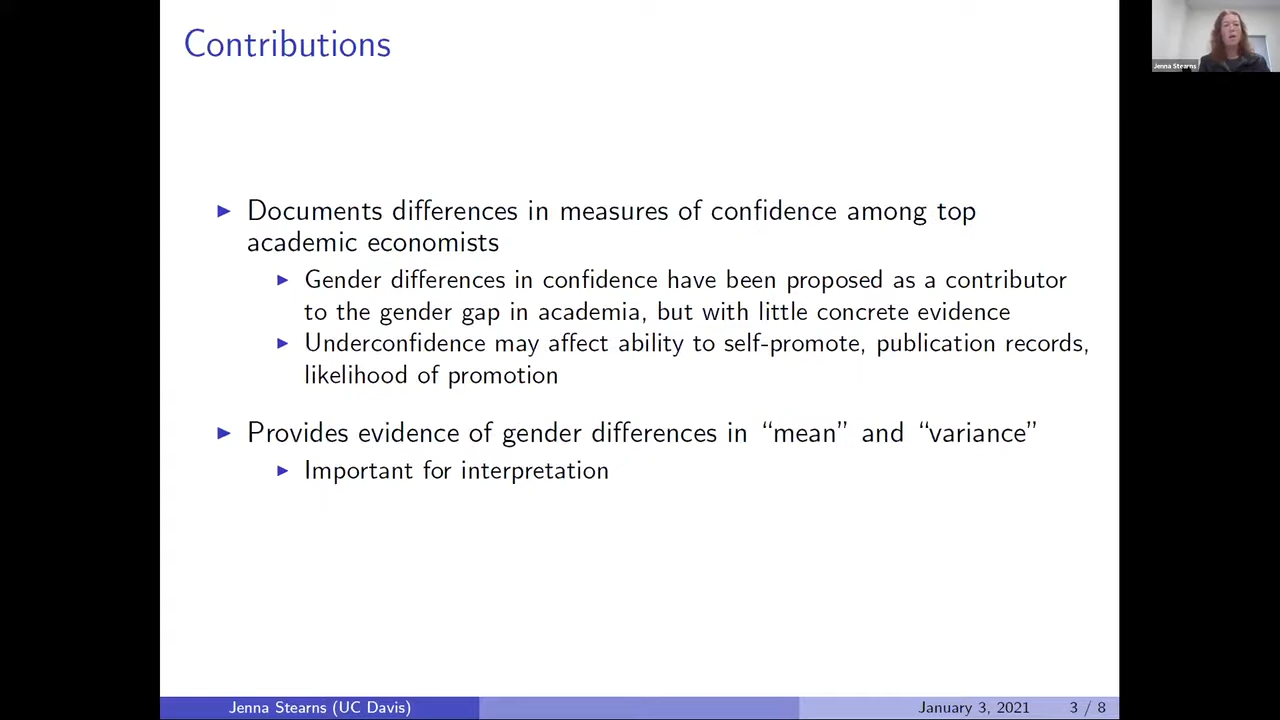 Contributions
Jenna Stearns
▶ Documents differences in measures of confidence among top
academic economists
▶ Gender differences in confidence have been proposed as a contributor
to the gender gap in academia, but with little concrete evidence
▶ Underconfidence may affect ability to self-promote, publication records,
likelihood of promotion
▶ Provides evidence of gender differences in “mean” and “variance”
▶ Important for interpretation
Jenna Stearns (UC Davis)
January 3, 2021 3 / 8